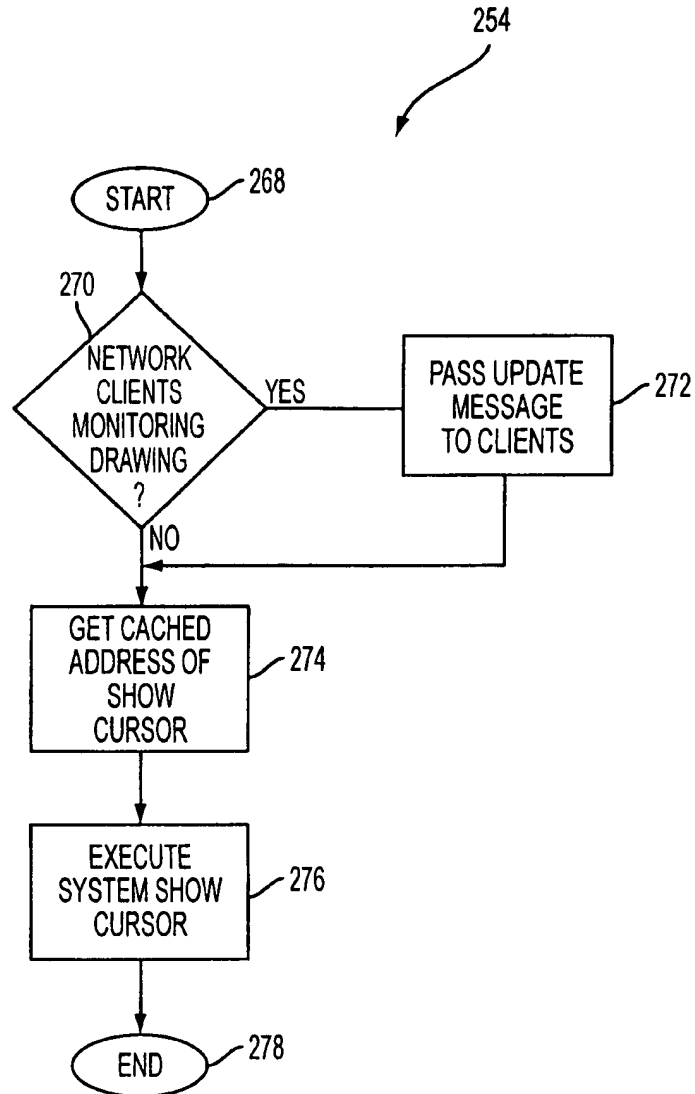 254
START
268
270
NETWORK
CLIENTS
MONITORING
DRAWING
?
YES
PASS UPDATE
MESSAGE
TO CLIENTS
272
NO
GET CACHED
ADDRESS OF
SHOW
CURSOR
274
EXECUTE
SYSTEM SHOW
CURSOR
276
END
278